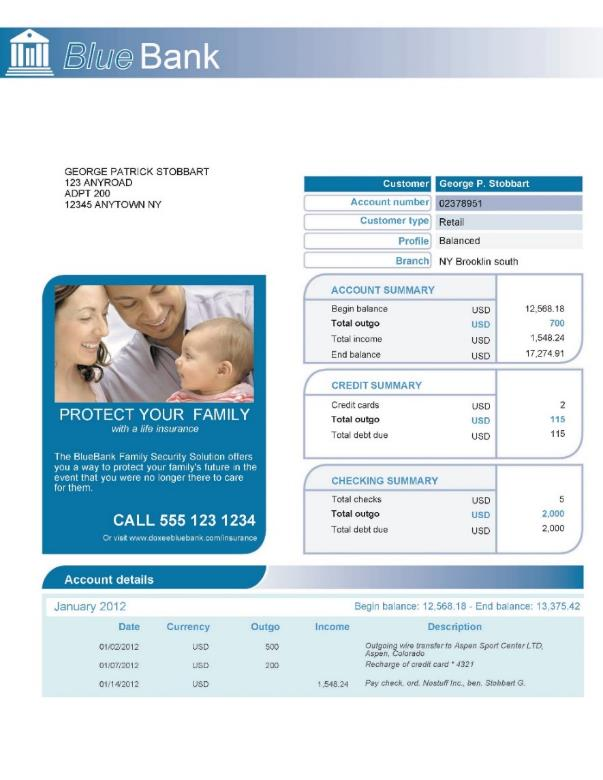 Blue Bank
GEORGE PATRICK STOBBART
123 ANYROAD
ADPT 200
12345 ANYTOWN NY
Customer George P. Stobbart
Account number 02378951
Customer type Retail
Profile Balanced
Branch NY Brooklin south
ACCOUNT SUMMARY
Begin balance USD 12,568.18
Total outgo USD 700
Total income USD 1,548.24
End balance USD 17,274.91
CREDIT SUMMARY
Credit cards USD 2
Total outgo USD 115
Total debt due USD 115
CHECKING SUMMARY
Total checks USD 5
Total outgo USD 2,000
Total debt due USD 2,000
PROTECT YOUR FAMILY
with a life insurance
The BlueBank Family Security Solution offers
you a way to protect your family's future in the
event that you were no longer there to care
for them.
CALL 555 123 1234
Or visit www.doxeebluebank.com/insurance
Account details
January 2012 Begin balance: 12,568.18 - End balance: 13,375.42
Date Currency Outgo Income Description
01/02/2012 USD 500 Outgoing wire transfer to Aspen Sport Center LTD,
Aspen, Colorado
01/07/2012 USD 200 Recharge of credit card * 4321
01/14/2012 USD 1,548.24 Pay check, ord. Nostuff Inc., ben. Stobbart G.